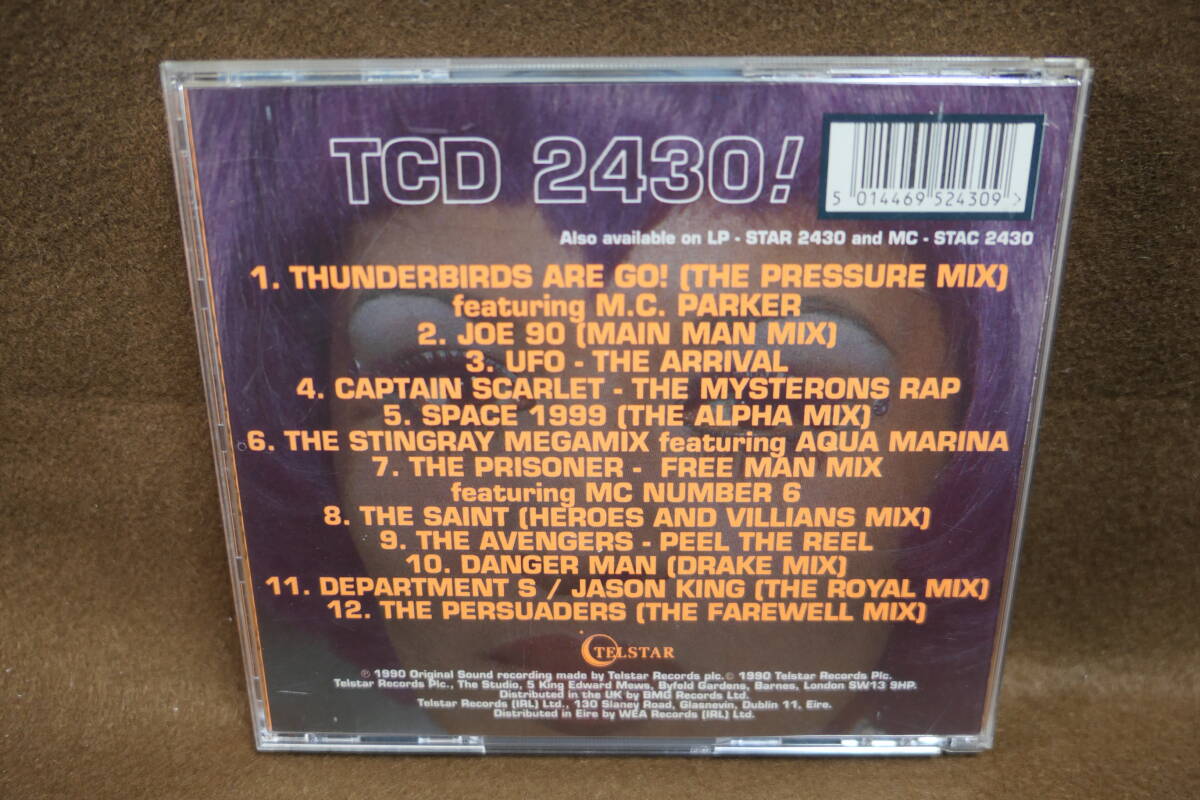 TCD 2430!
5 014469 524309 >
Also available on LP - STAR 2430 and MC - STAC 2430
1. THUNDERBIRDS ARE GO! (THE PRESSURE MIX)
featuring M.C. PARKER
2. JOE 90 (MAIN MAN MIX)
3. UFO - THE ARRIVAL
4. CAPTAIN SCARLET - THE MYSTERONS RAP
5. SPACE 1999 (THE ALPHA MIX)
6. THE STINGRAY MEGAMIX featuring AQUA MARINA
7. THE PRISONER - FREE MAN MIX
featuring MC NUMBER 6
8. THE SAINT (HEROES AND VILLIANS MIX)
9. THE AVENGERS - PEEL THE REEL
10. DANGER MAN (DRAKE MIX)
11. DEPARTMENT S / JASON KING (THE ROYAL MIX)
12. THE PERSUADERS (THE FAREWELL MIX)
TELSTAR
℗ 1990 Original Sound recording made by Telstar Records plc. © 1990 Telstar Records Plc.
Telstar Records Plc., The Studio, 5 King Edward Mews, Byfeld Gardens, Barnes, London SW13 9HP.
Distributed in the UK by BMG Records Ltd.
Telstar Records (IRL) Ltd., 130 Slaney Road, Glasnevin, Dublin 11, Eire.
Distributed in Eire by WEA Records (IRL) Ltd.